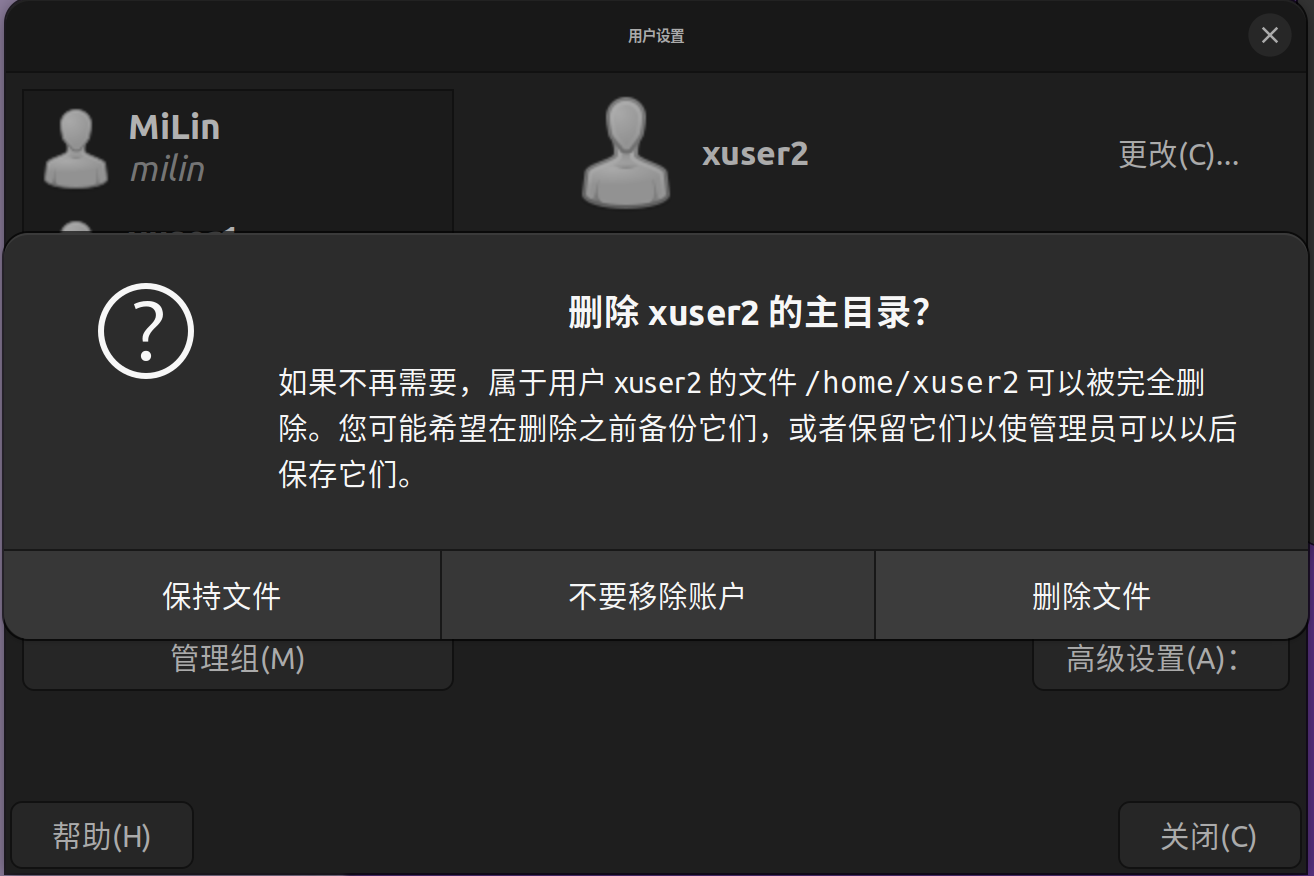 用户设置
MiLin
milin
xuser2
更改(C)...
删除 xuser2 的主目录？
如果不再需要，属于用户 xuser2 的文件 /home/xuser2 可以被完全删
除。您可能希望在删除之前备份它们，或者保留它们以使管理员可以以后
保存它们。
保持文件
不要移除账户
删除文件
管理组(M)
高级设置(A)：
帮助(H)
关闭(C)